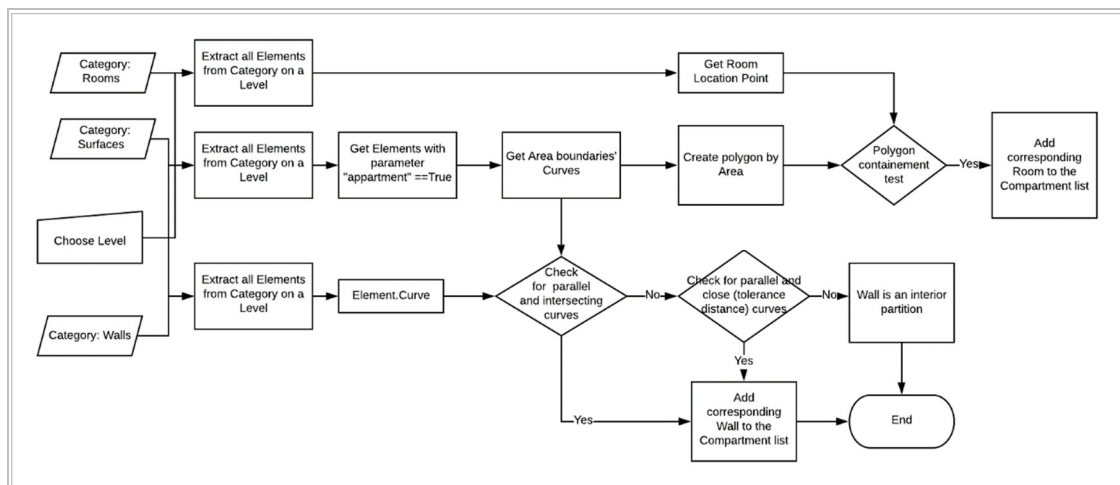 Category:
Rooms
Extract all Elements
from Category on a
Level
Get Room
Location Point
Category:
Surfaces
Extract all Elements
from Category on a
Level
Get Elements with
parameter
"appartment" ==True
Get Area boundaries'
Curves
Create polygon by
Area
Polygon
containement
test
Yes
Add
corresponding
Room to the
Compartment list
Choose Level
Extract all Elements
from Category on a
Level
Element.Curve
Check
for parallel
and intersecting
curves
No
Check for parallel and
close (tolerance
distance) curves
No
Wall is an interior
partition
Category: Walls
Yes
Yes
Add
corresponding
Wall to the
Compartment list
End